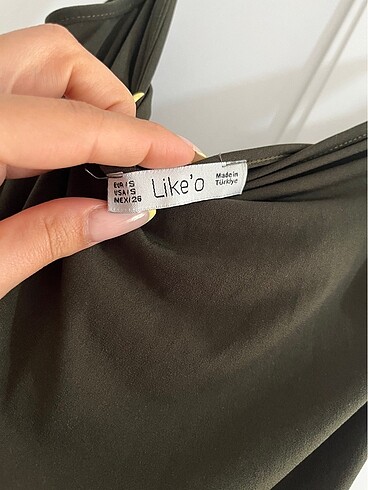 EUR/S
USA/S
MEX/26
Like'o
Made in
Türkiye